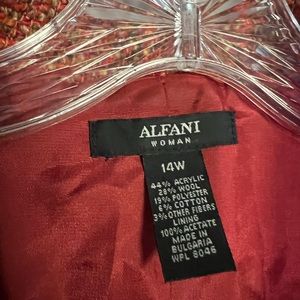 ALFANI
WOMAN
14W
44% ACRYLIC
28% WOOL
19% POLYESTER
6% COTTON
3% OTHER FIBERS
LINING
100% ACETATE
MADE IN
BULGARIA
WPL 8046